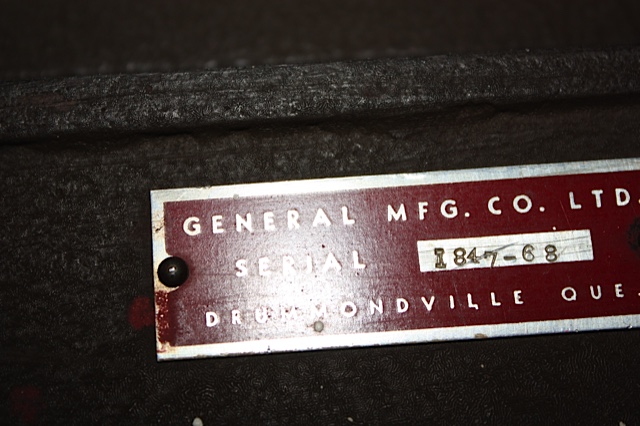 GENERAL MFG. CO. LTD.
SERIAL I847-68
DRUMMONDVILLE QUE.